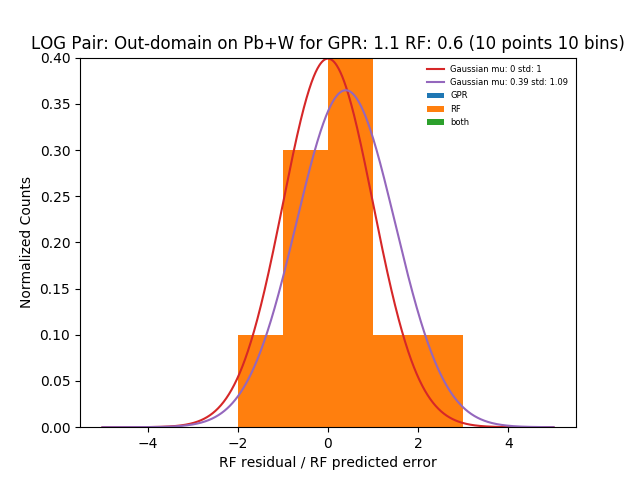 LOG Pair: Out-domain on Pb+W for GPR: 1.1 RF: 0.6 (10 points 10 bins)
Gaussian mu: 0 std: 1
Gaussian mu: 0.39 std: 1.09
GPR
RF
both
Normalized Counts
0.40
0.35
0.30
0.25
0.20
0.15
0.10
0.05
0.00
−4 −2 0 2 4
RF residual / RF predicted error